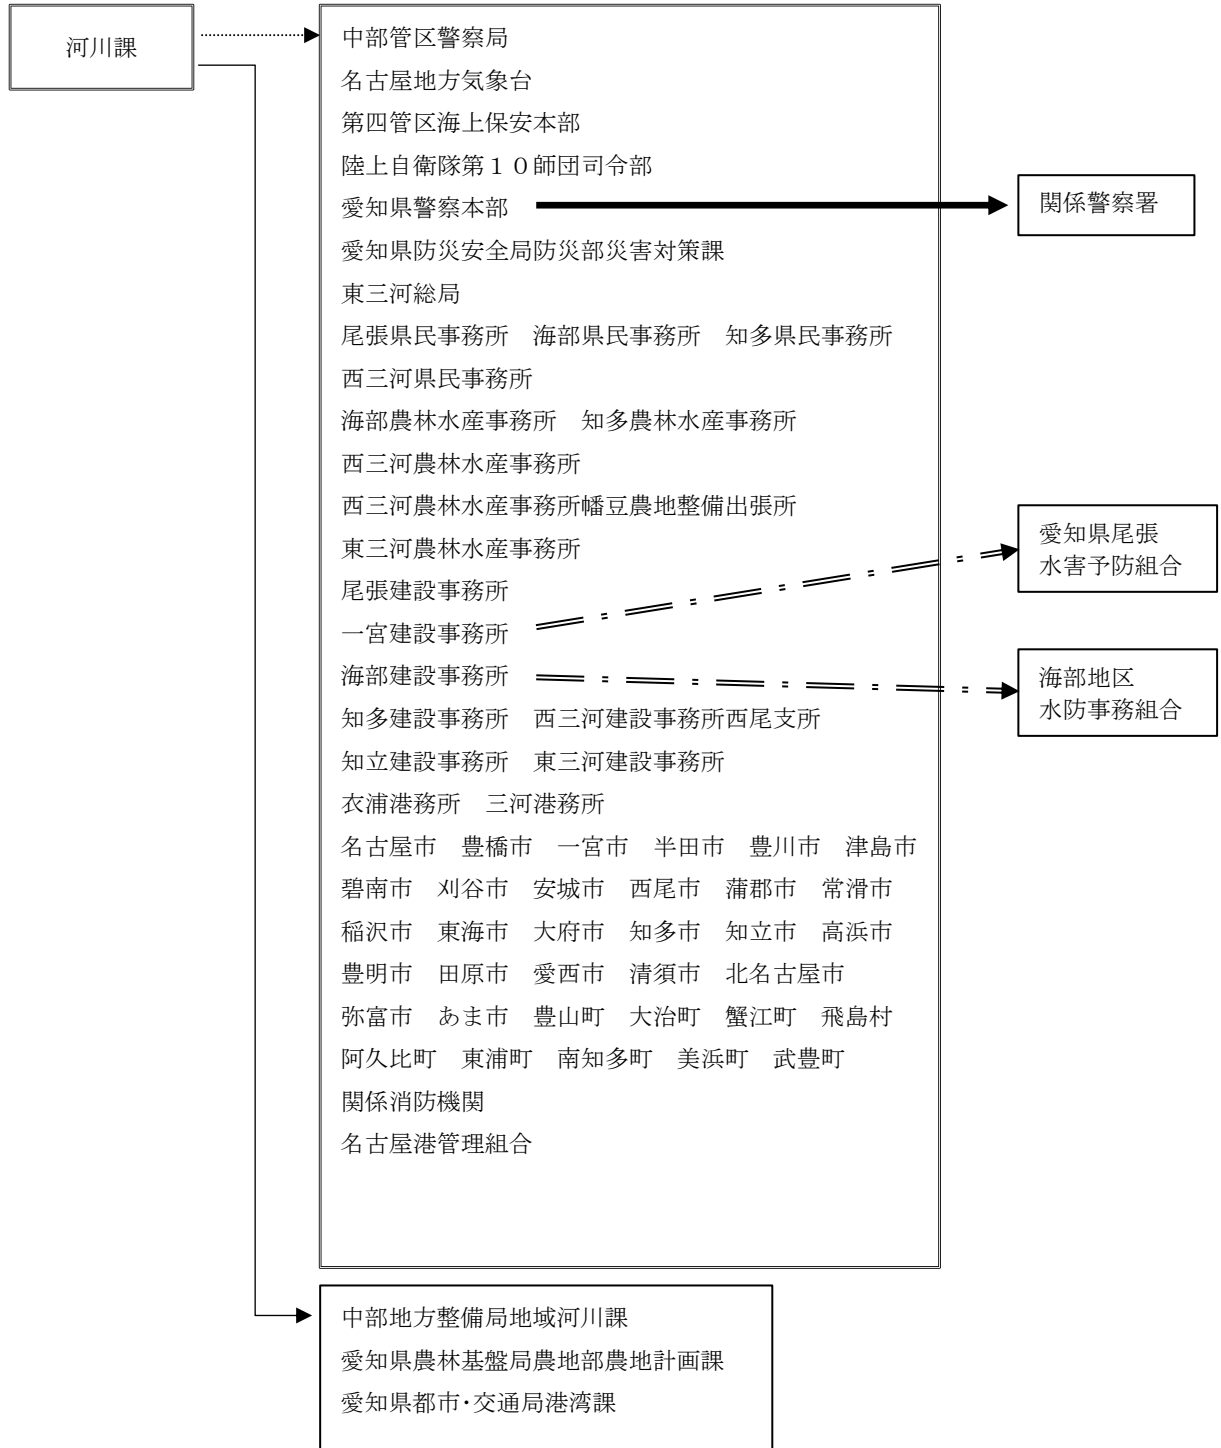 河川課
中部管区警察局
名古屋地方気象台
第四管区海上保安本部
陸上自衛隊第１０師団司令部
愛知県警察本部
関係警察署
愛知県防災安全局防災部災害対策課
東三河総局
尾張県民事務所　海部県民事務所　知多県民事務所
西三河県民事務所
海部農林水産事務所　知多農林水産事務所
西三河農林水産事務所
西三河農林水産事務所幡豆農地整備出張所
東三河農林水産事務所
尾張建設事務所
一宮建設事務所
愛知県尾張
水害予防組合
海部建設事務所
海部地区
水防事務組合
知多建設事務所　西三河建設事務所西尾支所
知立建設事務所　東三河建設事務所
衣浦港務所　三河港務所
名古屋市　豊橋市　一宮市　半田市　豊川市　津島市
碧南市　刈谷市　安城市　西尾市　蒲郡市　常滑市
稲沢市　東海市　大府市　知多市　知立市　高浜市
豊明市　田原市　愛西市　清須市　北名古屋市
弥富市　あま市　豊山町　大治町　蟹江町　飛島村
阿久比町　東浦町　南知多町　美浜町　武豊町
関係消防機関
名古屋港管理組合
中部地方整備局地域河川課
愛知県農林基盤局農地部農地計画課
愛知県都市･交通局港湾課